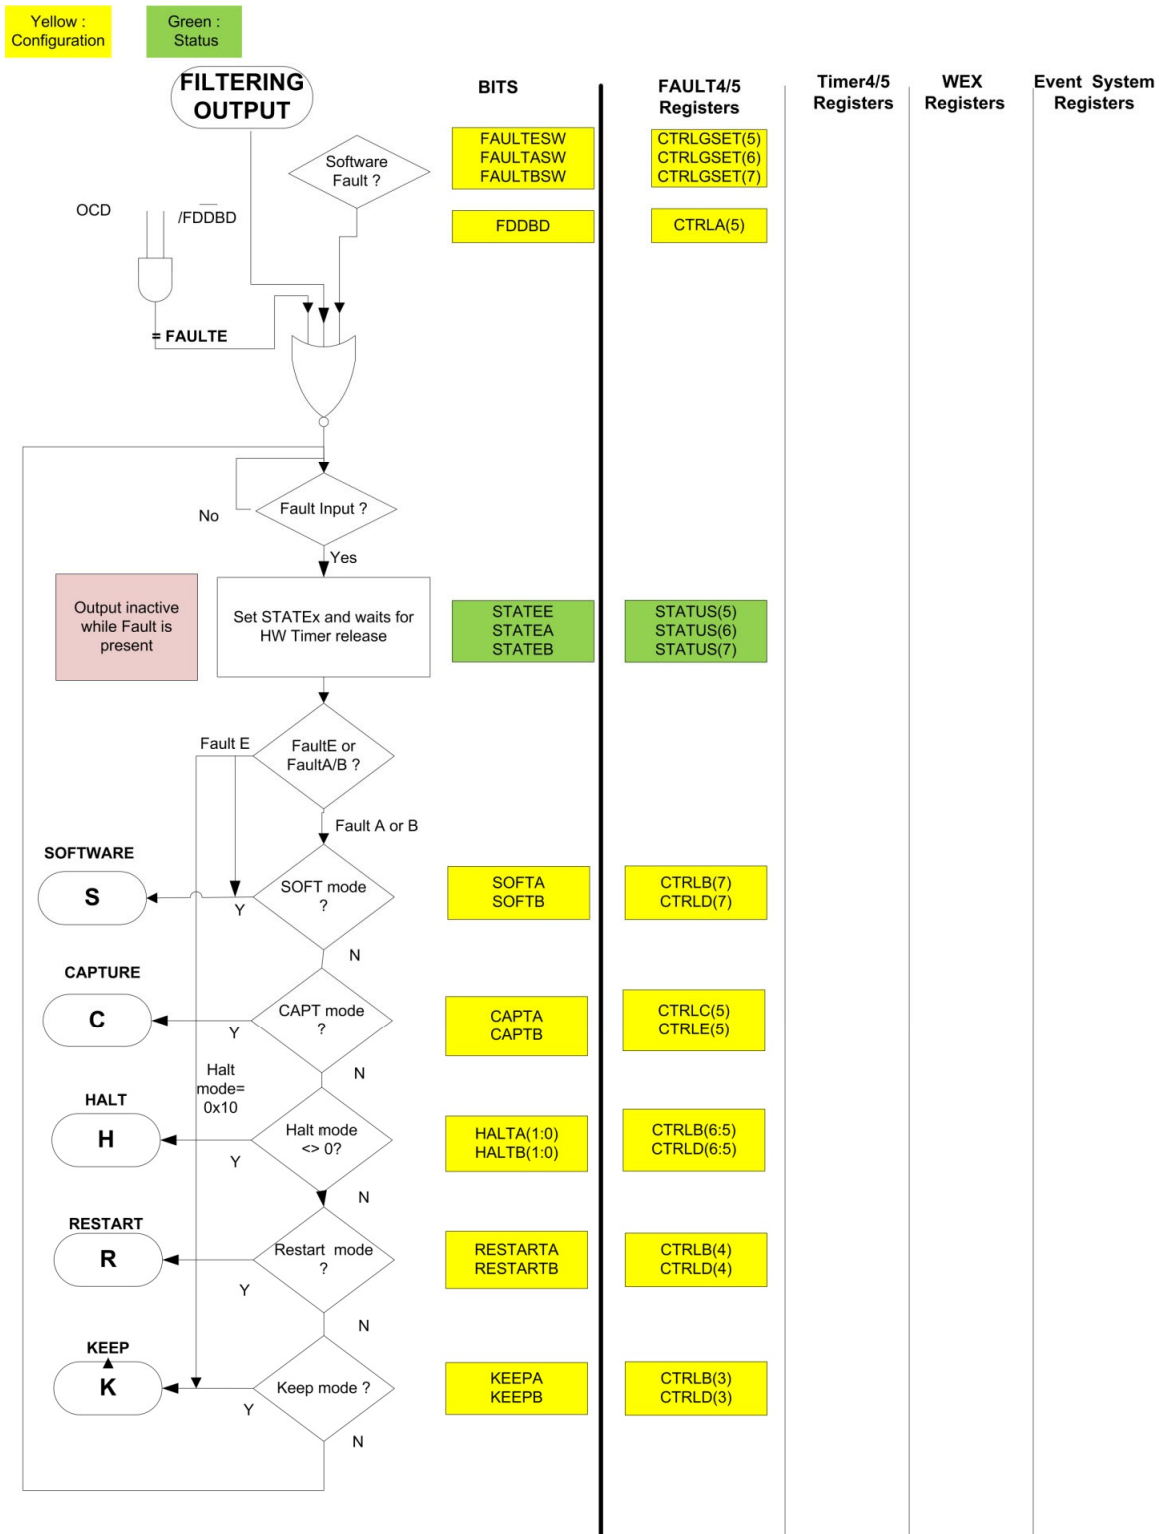 Yellow :
Configuration
Green :
Status
FILTERING
OUTPUT
BITS
FAULT4/5
Registers
Timer4/5
Registers
WEX
Registers
Event System
Registers
Software
Fault ?
FAULTESW
FAULTASW
FAULTBSW
CTRLGSET(5)
CTRLGSET(6)
CTRLGSET(7)
OCD
/FDDBD
FDDBD
CTRLA(5)
= FAULTE
Fault Input ?
No
Yes
Output inactive
while Fault is
present
Set STATEx and waits for
HW Timer release
STATEE
STATEA
STATEB
STATUS(5)
STATUS(6)
STATUS(7)
Fault E
FaultE or
FaultA/B ?
Fault A or B
SOFTWARE
S
Y
SOFT mode
?
N
SOFTA
SOFTB
CTRLB(7)
CTRLD(7)
CAPTURE
C
Y
CAPT mode
?
N
CAPTA
CAPTB
CTRLC(5)
CTRLE(5)
Halt
mode=
0x10
HALT
H
Y
Halt mode
<> 0?
N
HALTA(1:0)
HALTB(1:0)
CTRLB(6:5)
CTRLD(6:5)
RESTART
R
Y
Restart mode
?
N
RESTARTA
RESTARTB
CTRLB(4)
CTRLD(4)
KEEP
K
Y
Keep mode ?
N
KEEPA
KEEPB
CTRLB(3)
CTRLD(3)